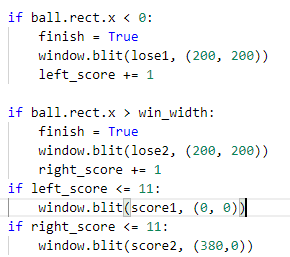 if ball.rect.x < 0:
    finish = True
    window.blit(lose1, (200, 200))
    left_score += 1

if ball.rect.x > win_width:
    finish = True
    window.blit(lose2, (200, 200))
    right_score += 1
if left_score <= 11:
    window.blit(score1, (0, 0))
if right_score <= 11:
    window.blit(score2, (380,0))